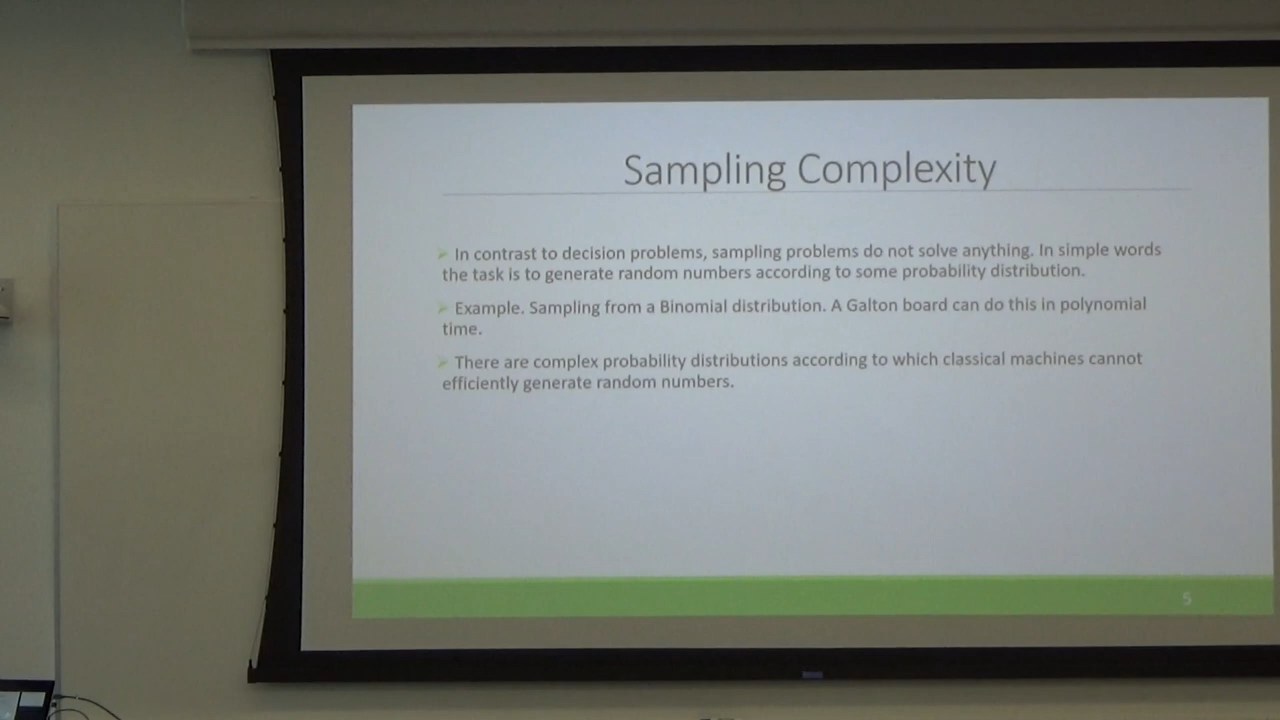 Sampling Complexity
In contrast to decision problems, sampling problems do not solve anything. In simple words
the task is to generate random numbers according to some probability distribution.
Example. Sampling from a Binomial distribution. A Galton board can do this in polynomial
time.
There are complex probability distributions according to which classical machines cannot
efficiently generate random numbers.
5